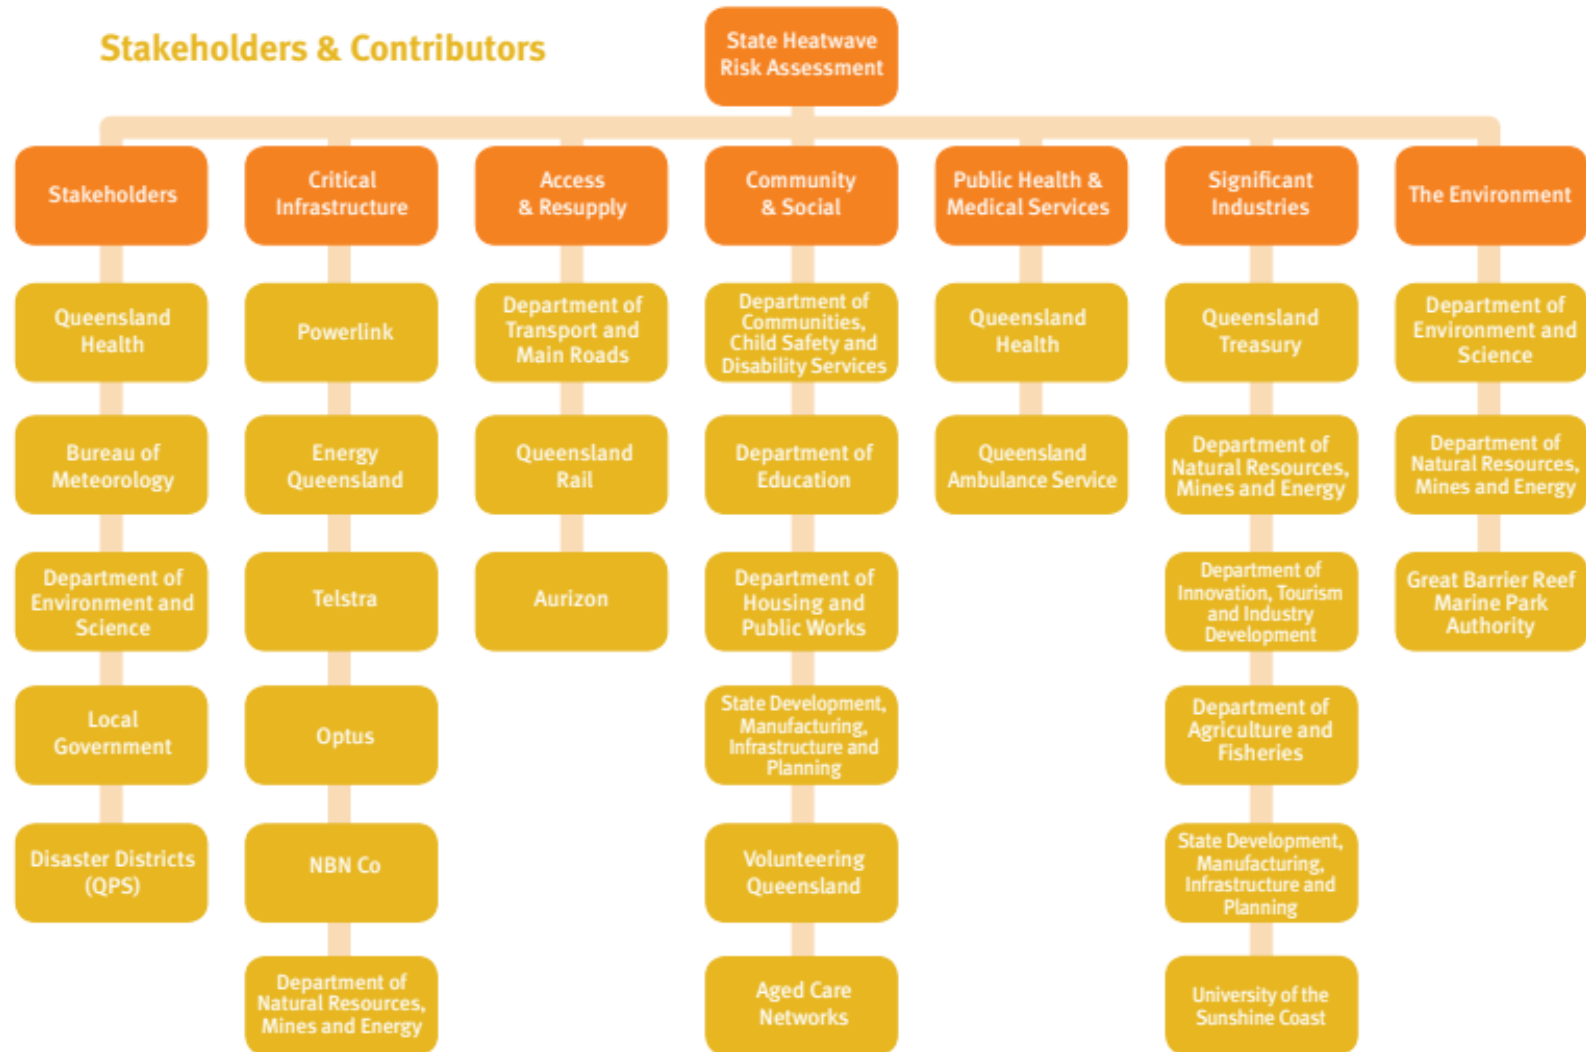 Stakeholders & Contributors
State Heatwave
Risk Assessment
Stakeholders
Critical
Infrastructure
Access
& Resupply
Community
& Social
Public Health &
Medical Services
Significant
Industries
The Environment
Queensland
Health
Bureau of
Meteorology
Department of
Environment and
Science
Local
Government
Disaster Districts
(QPS)
Powerlink
Energy
Queensland
Telstra
Optus
NBN Co
Department of
Natural Resources,
Mines and Energy
Department of
Transport and
Main Roads
Queensland
Rail
Aurizon
Department of
Communities,
Child Safety and
Disability Services
Department of
Education
Department of
Housing and
Public Works
State Development,
Manufacturing,
Infrastructure and
Planning
Volunteering
Queensland
Aged Care
Networks
Queensland
Health
Queensland
Ambulance Service
Queensland
Treasury
Department of
Natural Resources,
Mines and Energy
Department of
Innovation, Tourism
and Industry
Development
Department of
Agriculture and
Fisheries
State Development,
Manufacturing,
Infrastructure and
Planning
University of the
Sunshine Coast
Department of
Environment and
Science
Department of
Natural Resources,
Mines and Energy
Great Barrier Reef
Marine Park
Authority